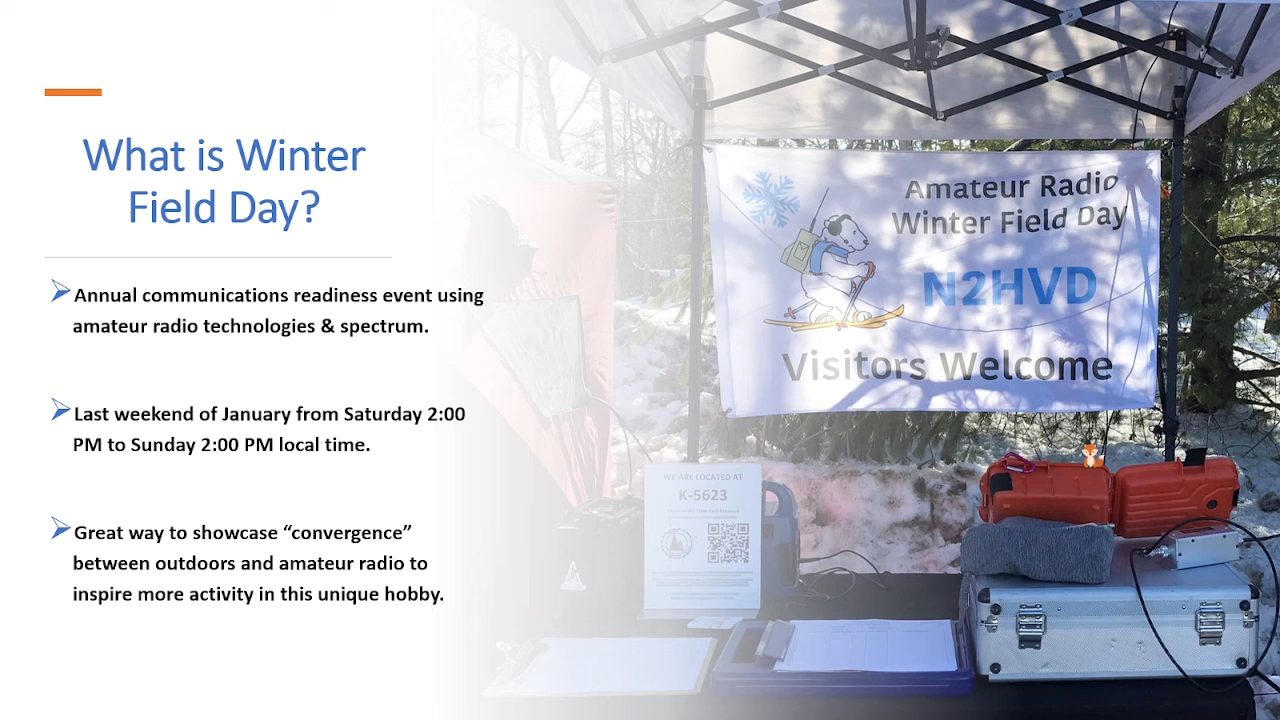 What is Winter
Field Day?
Annual communications readiness event using
amateur radio technologies & spectrum.
Last weekend of January from Saturday 2:00
PM to Sunday 2:00 PM local time.
Great way to showcase “convergence”
between outdoors and amateur radio to
inspire more activity in this unique hobby.
Amateur Radio
Winter Field Day
N2HVD
Visitors Welcome
WE ARE LOCATED AT
K-5623